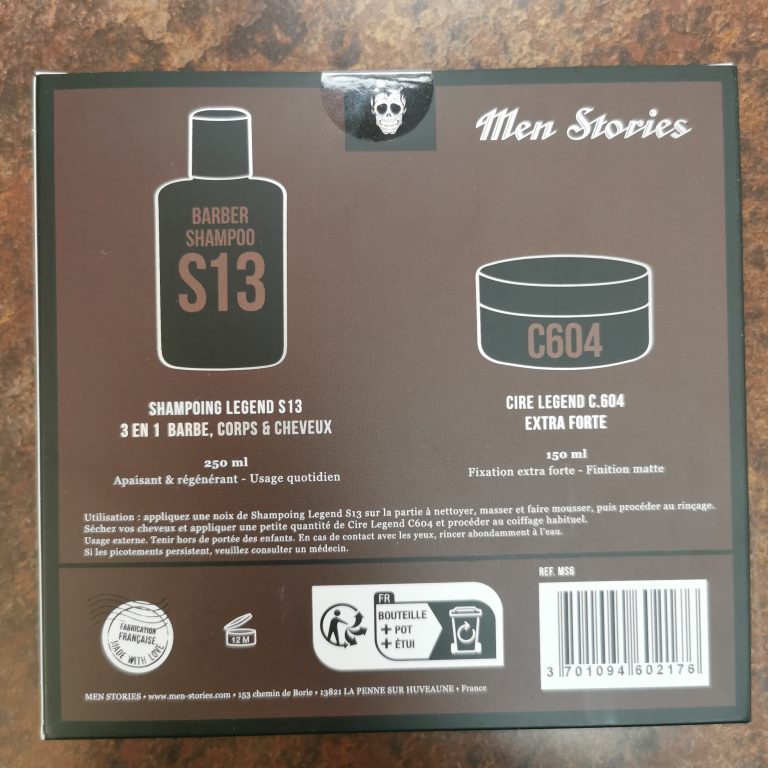 Men Stories
BARBER
SHAMPOO
S13
C604
SHAMPOING LEGEND S13
3 EN 1 BARBE, CORPS & CHEVEUX
250 ml
Apaisant & régénérant - Usage quotidien
CIRE LEGEND C.604
EXTRA FORTE
150 ml
Fixation extra forte - Finition matte
Utilisation : appliquez une noix de Shampoing Legend S13 sur la partie à nettoyer, masser et faire mousser, puis procéder au rinçage.
Séchez vos cheveux et appliquer une petite quantité de Cire Legend C604 et procéder au coiffage habituel.
Usage externe. Tenir hors de portée des enfants. En cas de contact avec les yeux, rincer abondamment à l'eau.
Si les picotements persistent, veuillez consulter un médecin.
FABRICATION
FRANÇAISE
MADE WITH LOVE
12 M
FR
BOUTEILLE
+ POT
+ ÉTUI
REF. MSG
3 701094 602176
MEN STORIES • www.men-stories.com • 153 chemin de Borie • 13821 LA PENNE SUR HUVEAUNE • France